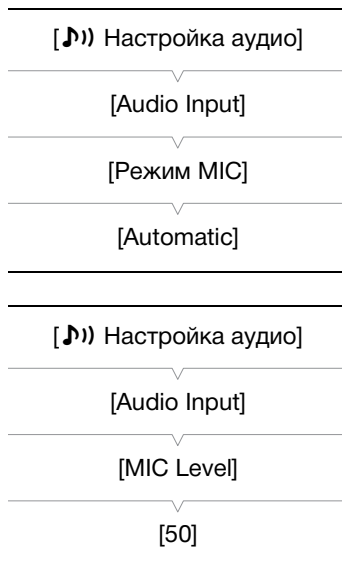 [♪)) Настройка аудио]
[Audio Input]
[Режим MIC]
[Automatic]
[♪)) Настройка аудио]
[Audio Input]
[MIC Level]
[50]